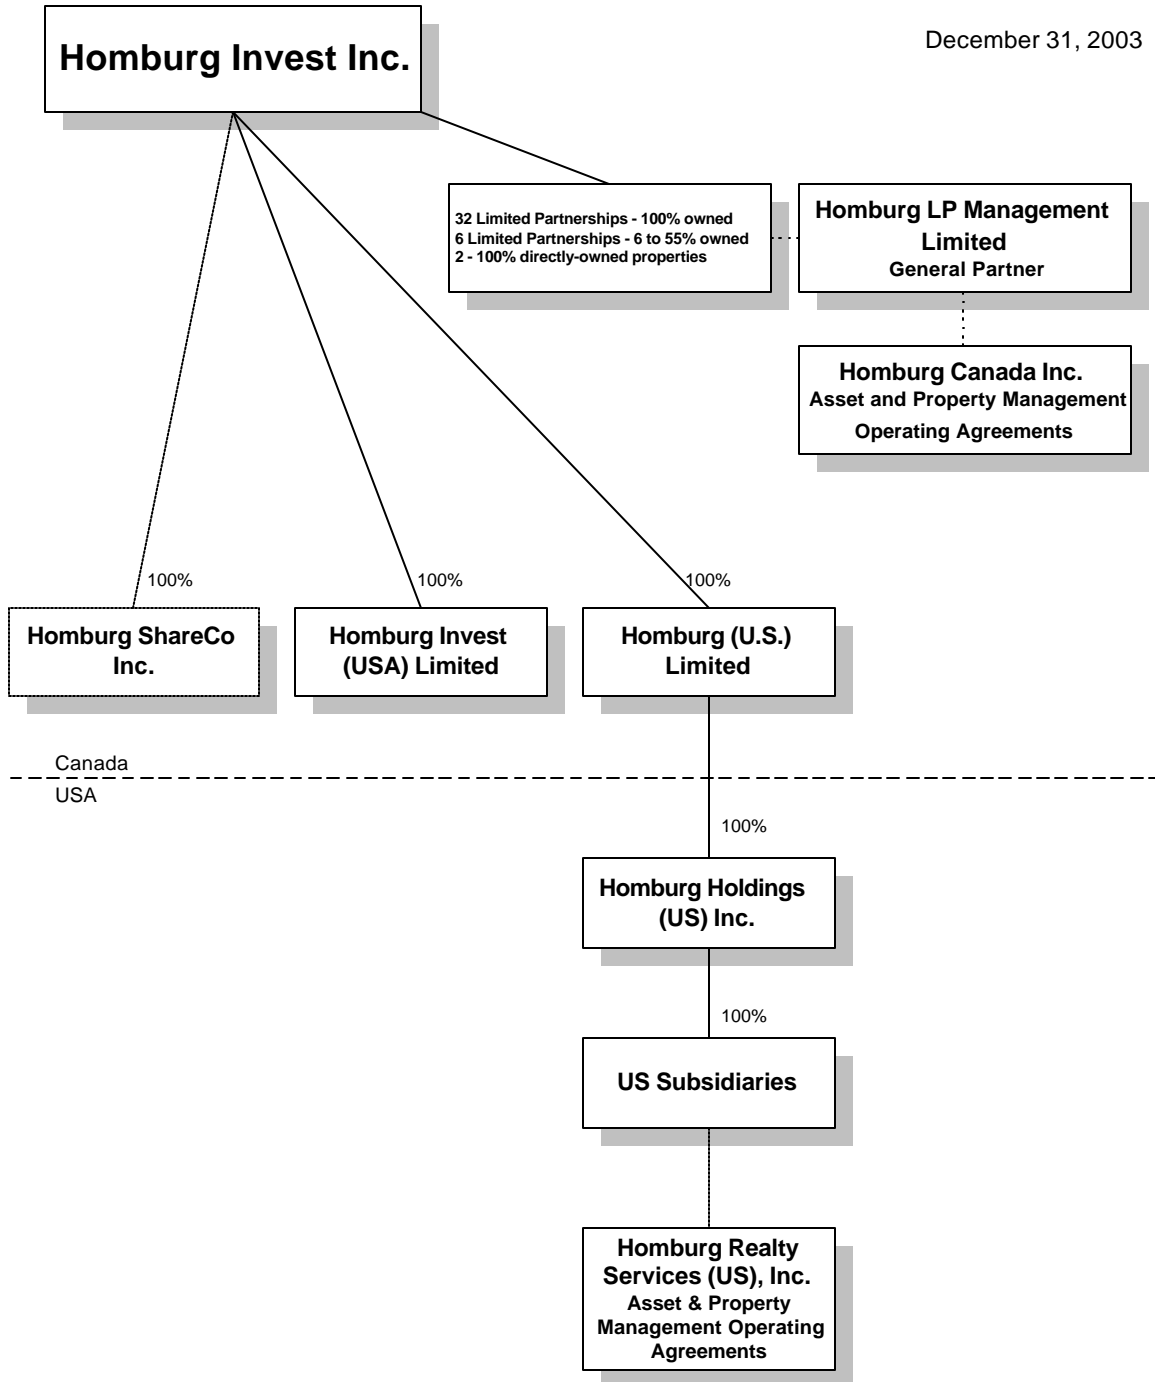 Homburg Invest Inc.
December 31, 2003
32 Limited Partnerships - 100% owned
6 Limited Partnerships - 6 to 55% owned
2 - 100% directly-owned properties
Homburg LP Management
Limited
General Partner
Homburg Canada Inc.
Asset and Property Management
Operating Agreements
100%
100%
100%
Homburg ShareCo
Inc.
Homburg Invest
(USA) Limited
Homburg (U.S.)
Limited
Canada
USA
100%
Homburg Holdings
(US) Inc.
100%
US Subsidiaries
Homburg Realty
Services (US), Inc.
Asset & Property
Management Operating
Agreements